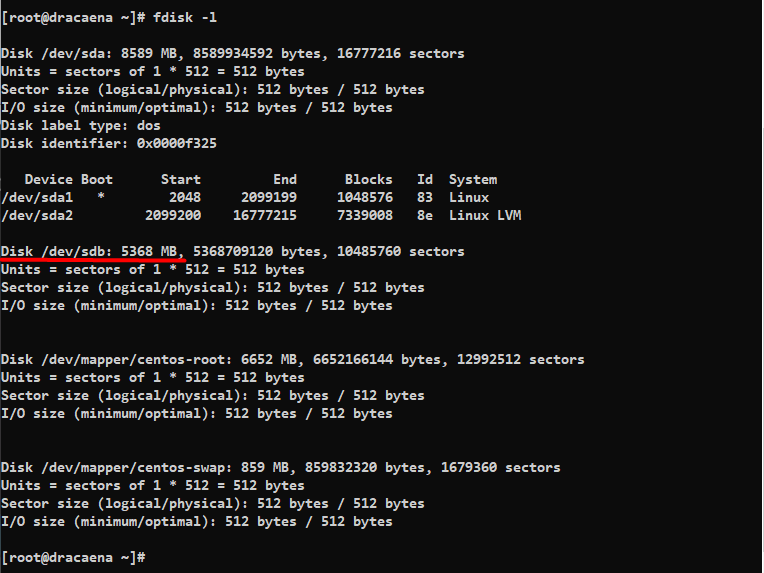 [root@dracaena ~]# fdisk -l
Disk /dev/sda: 8589 MB, 8589934592 bytes, 16777216 sectors
Units = sectors of 1 * 512 = 512 bytes
Sector size (logical/physical): 512 bytes / 512 bytes
I/O size (minimum/optimal): 512 bytes / 512 bytes
Disk label type: dos
Disk identifier: 0x0000f325
Device Boot Start End Blocks Id System
/dev/sda1 * 2048 2099199 1048576 83 Linux
/dev/sda2 2099200 16777215 7339008 8e Linux LVM
Disk /dev/sdb: 5368 MB, 5368709120 bytes, 10485760 sectors
Units = sectors of 1 * 512 = 512 bytes
Sector size (logical/physical): 512 bytes / 512 bytes
I/O size (minimum/optimal): 512 bytes / 512 bytes
Disk /dev/mapper/centos-root: 6652 MB, 6652166144 bytes, 12992512 sectors
Units = sectors of 1 * 512 = 512 bytes
Sector size (logical/physical): 512 bytes / 512 bytes
I/O size (minimum/optimal): 512 bytes / 512 bytes
Disk /dev/mapper/centos-swap: 859 MB, 859832320 bytes, 1679360 sectors
Units = sectors of 1 * 512 = 512 bytes
Sector size (logical/physical): 512 bytes / 512 bytes
I/O size (minimum/optimal): 512 bytes / 512 bytes
[root@dracaena ~]#